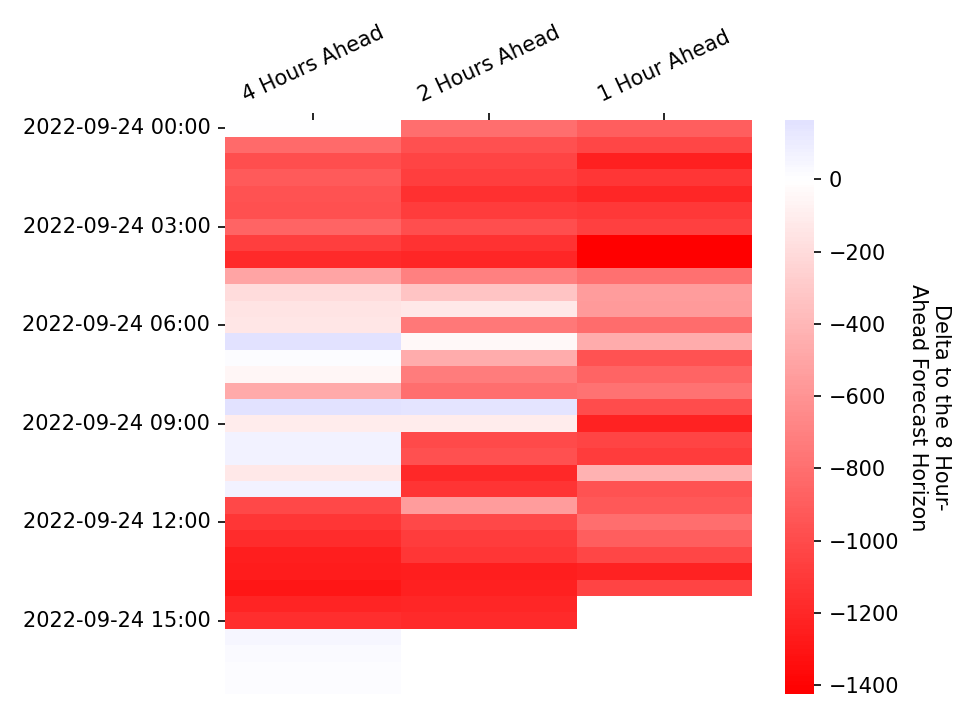 4 Hours Ahead
2 Hours Ahead
1 Hour Ahead
2022-09-24 00:00
2022-09-24 03:00
2022-09-24 06:00
2022-09-24 09:00
2022-09-24 12:00
2022-09-24 15:00
0
−200
−400
−600
−800
−1000
−1200
−1400
Delta to the 8 Hour-
Ahead Forecast Horizon